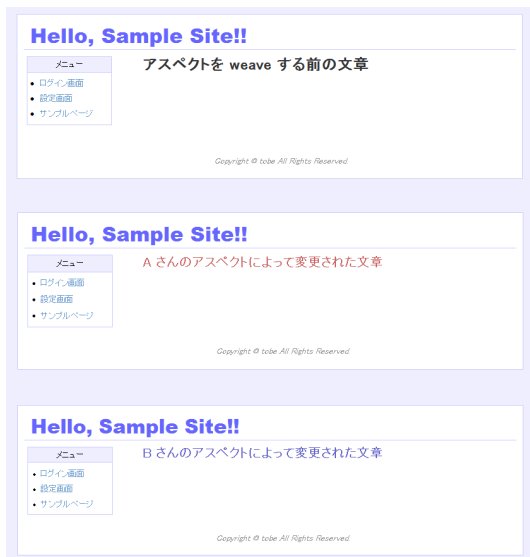 Hello, Sample Site!!
メニュー
アスペクトを weave する前の文章
ログイン画面
設定画面
サンプルページ
Copyright © tobe All Rights Reserved.
Hello, Sample Site!!
メニュー
A さんのアスペクトによって変更された文章
ログイン画面
設定画面
サンプルページ
Copyright © tobe All Rights Reserved.
Hello, Sample Site!!
メニュー
B さんのアスペクトによって変更された文章
ログイン画面
設定画面
サンプルページ
Copyright © tobe All Rights Reserved.